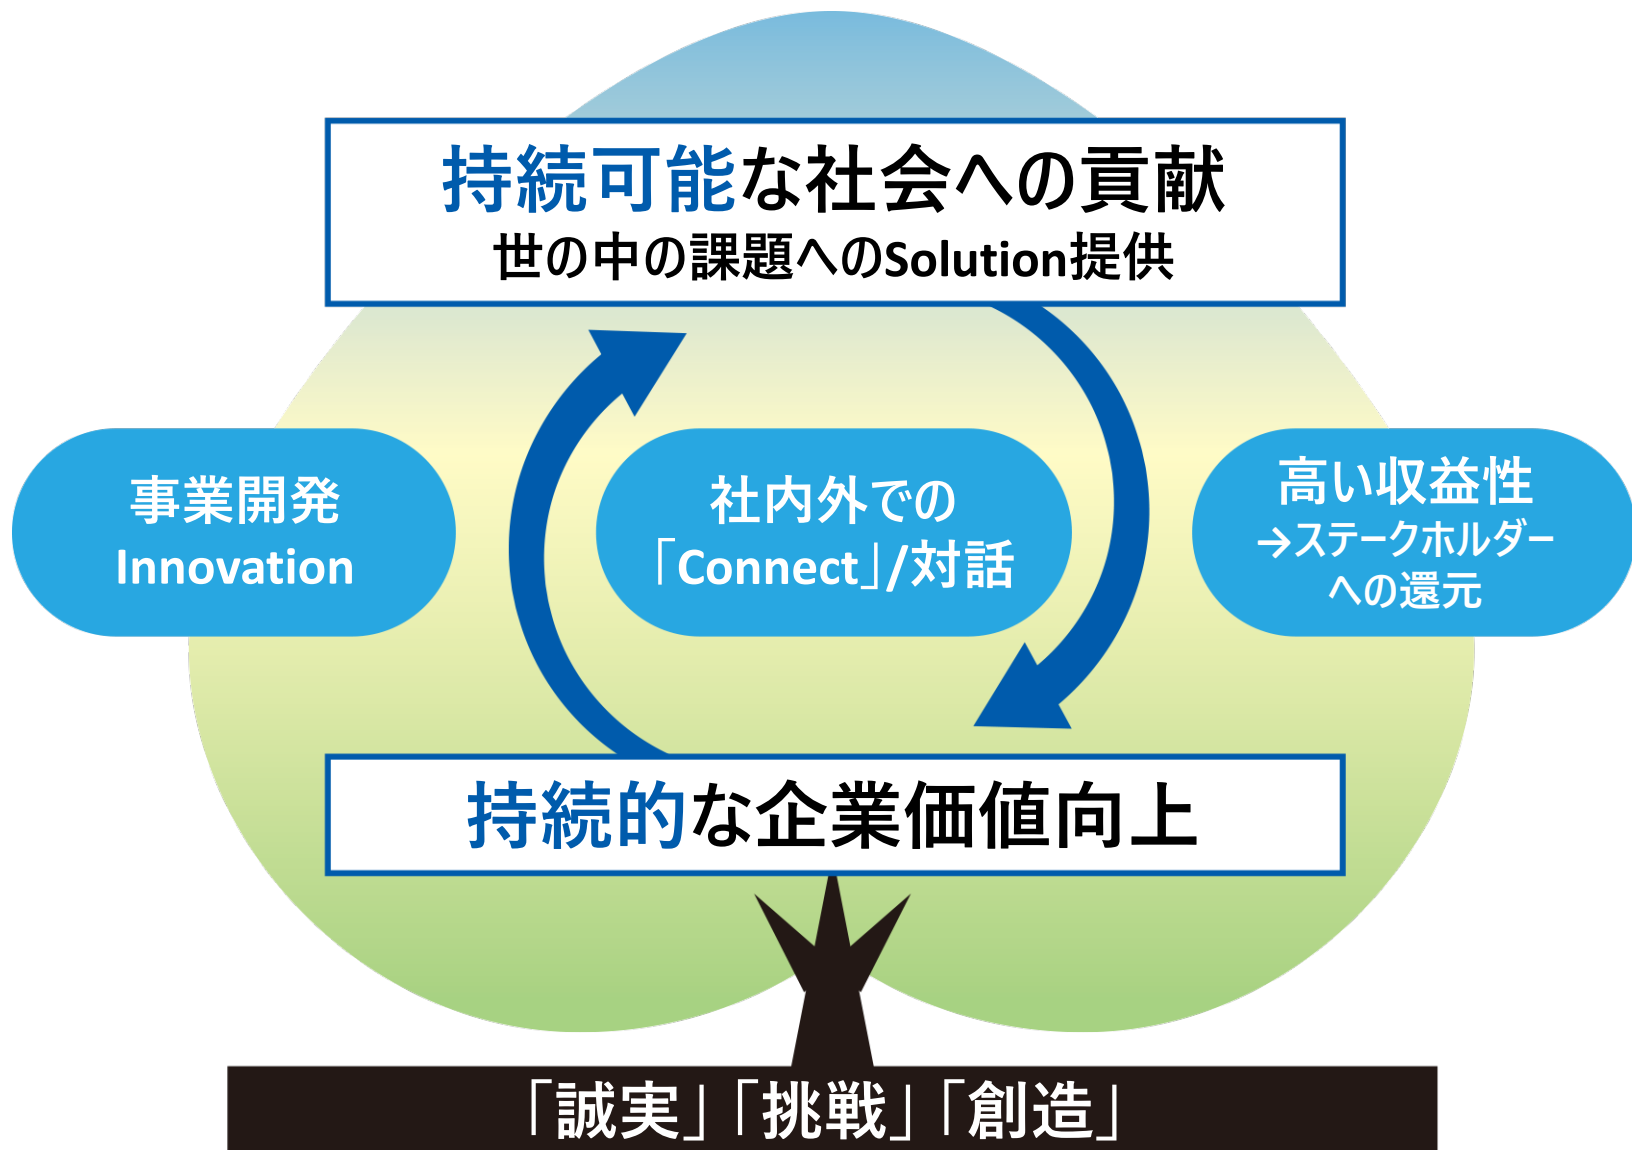 持続可能な社会への貢献
世の中の課題へのSolution提供
事業開発
Innovation
社内外での
「Connect」/対話
高い収益性
→ステークホルダー
への還元
持続的な企業価値向上
「誠実」「挑戦」「創造」